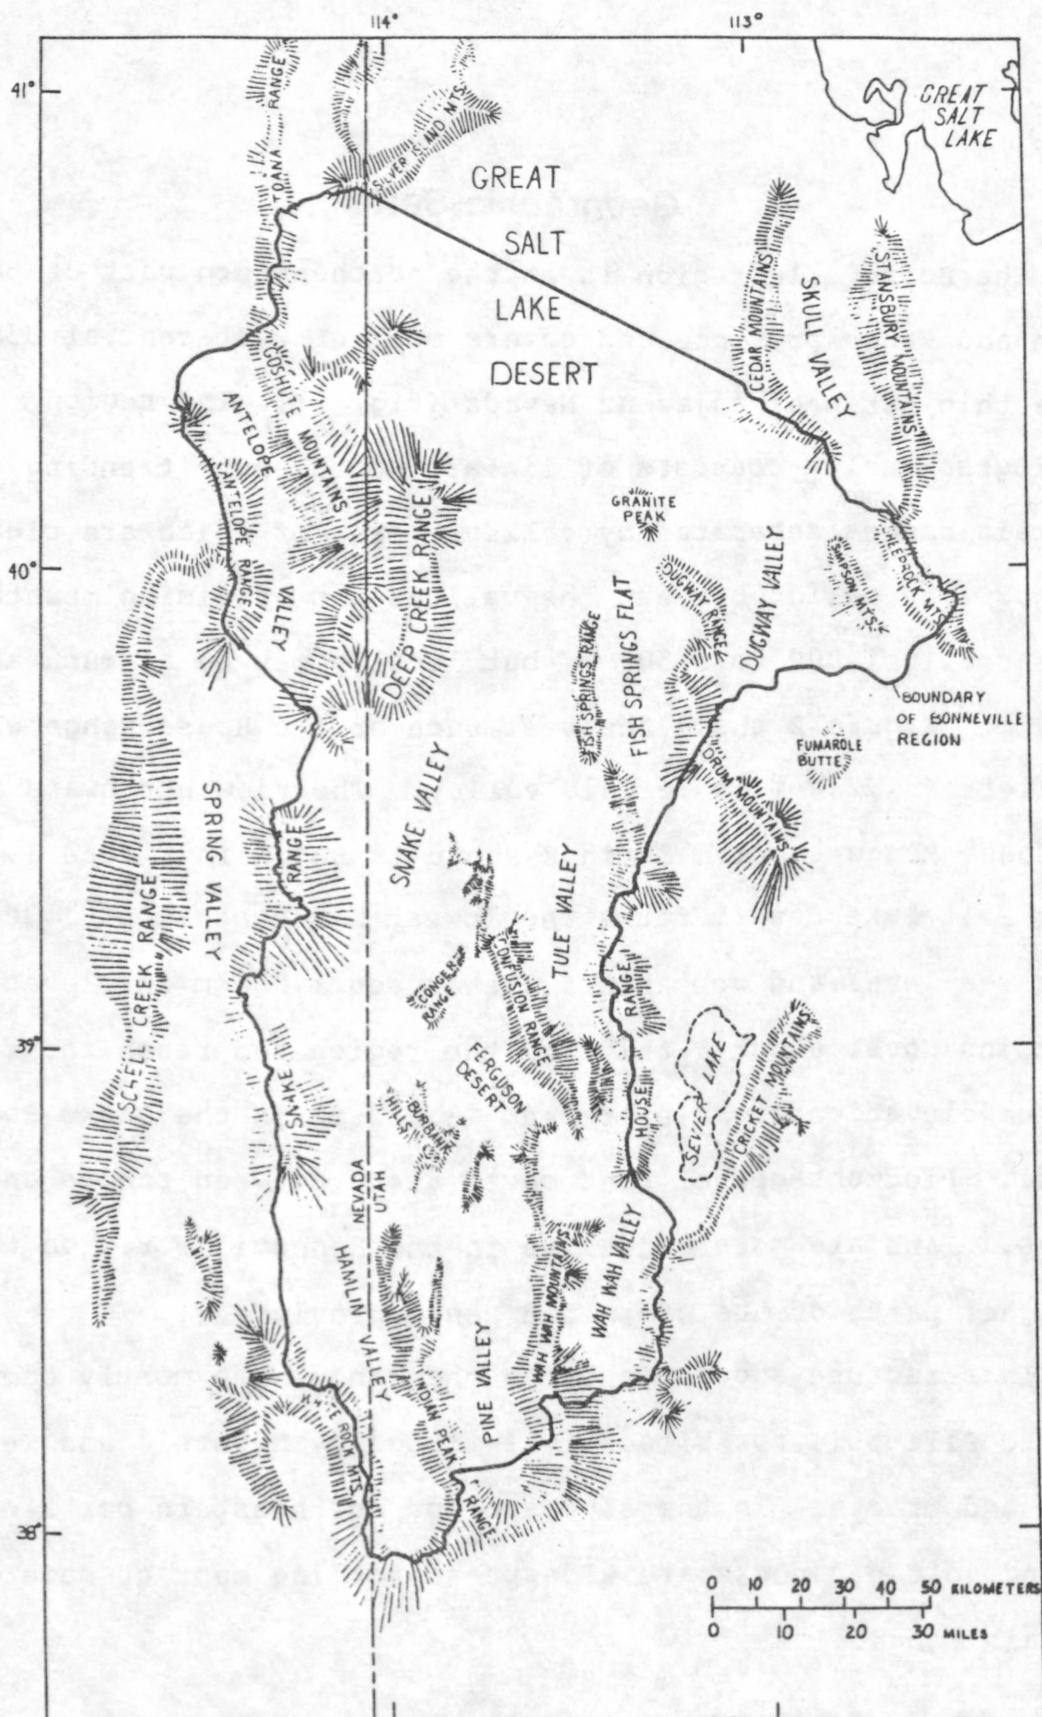 114°
113°
41°
TOANA RANGE
SILVER ISLAND MTS.
GREAT
SALT
LAKE
GREAT
SALT
LAKE
DESERT
CEDAR MOUNTAINS
SKULL VALLEY
STANSBURY MOUNTAINS
GOSHUTE
MOUNTAINS
ANTELOPE
VALLEY
ANTELOPE
RANGE
DEEP CREEK RANGE
GRANITE
PEAK
40°
DUGWAY RANGE
DUGWAY VALLEY
SIMPSON MTS.
SHEEPROCK MTS.
FISH SPRINGS RANGE
FISH SPRINGS FLAT
BOUNDARY
OF BONNEVILLE
REGION
FUMAROLE
BUTTE
DRUM MOUNTAINS
SNAKE VALLEY
SPRING VALLEY
SCHELL CREEK RANGE
SNAKE
RANGE
TULE VALLEY
CONFUSION RANGE
CONGER
RANGE
FERGUSON
DESERT
HOUSE
RANGE
SEVIER LAKE
CRICKET MOUNTAINS
39°
BURBANK
HILLS
NEVADA
UTAH
HAMLIN
VALLEY
WAH WAH MOUNTAINS
WAH WAH VALLEY
PINE VALLEY
INDIAN PEAK
RANGE
WHITE ROCK MTS.
38°
0 10 20 30 40 50 KILOMETERS
0 10 20 30 MILES